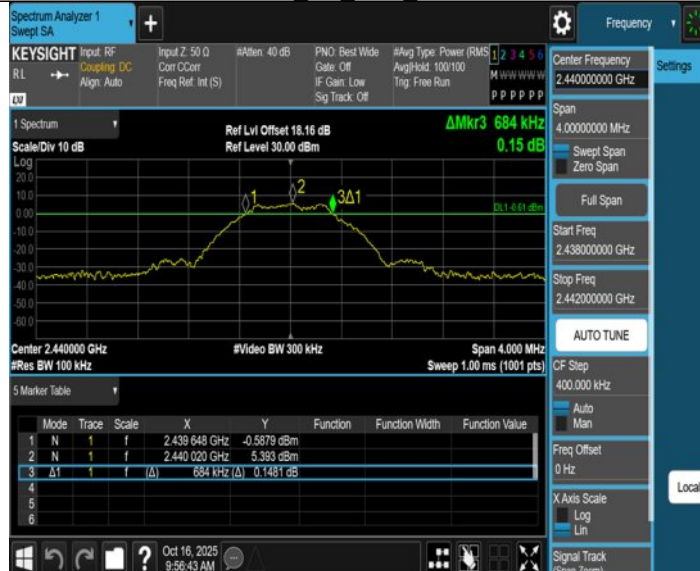 Spectrum Analyzer 1
Swept SA
+
Frequency
KEYSIGHT
RL
LXI
Input: RF
Coupling: DC
Align: Auto
Input Z: 50 Ω
Corr CCorr
Freq Ref: Int (S)
#Atten: 40 dB
PNO: Best Wide
Gate: Off
IF Gain: Low
Sig Track: Off
#Avg Type: Power (RMS
Avg|Hold: 100/100
Trig: Free Run
1 2 3 4 5 6
M W W W W W
P P P P P P
1 Spectrum
Scale/Div 10 dB
Ref Lvl Offset 18.16 dB
Ref Level 30.00 dBm
ΔMkr3 684 kHz
0.15 dB
Log
20.0
10.0
0.00
-10.0
-20.0
-30.0
-40.0
-50.0
-60.0
1
2
3Δ1
DL1 -0.61 dBm
Center 2.440000 GHz
#Res BW 100 kHz
#Video BW 300 kHz
Span 4.000 MHz
Sweep 1.00 ms (1001 pts)
5 Marker Table
Mode Trace Scale X Y Function Function Width Function Value
1 N 1 f 2.439 648 GHz -0.5879 dBm
2 N 1 f 2.440 020 GHz 5.393 dBm
3 Δ1 1 f (Δ) 684 kHz (Δ) 0.1481 dB
4
5
6
?
Oct 16, 2025
9:56:43 AM
Center Frequency
2.440000000 GHz
Span
4.00000000 MHz
Swept Span
Zero Span
Full Span
Start Freq
2.438000000 GHz
Stop Freq
2.442000000 GHz
AUTO TUNE
CF Step
400.000 kHz
Auto
Man
Freq Offset
0 Hz
X Axis Scale
Log
Lin
Signal Track
(Span Zoom)
Settings
Local